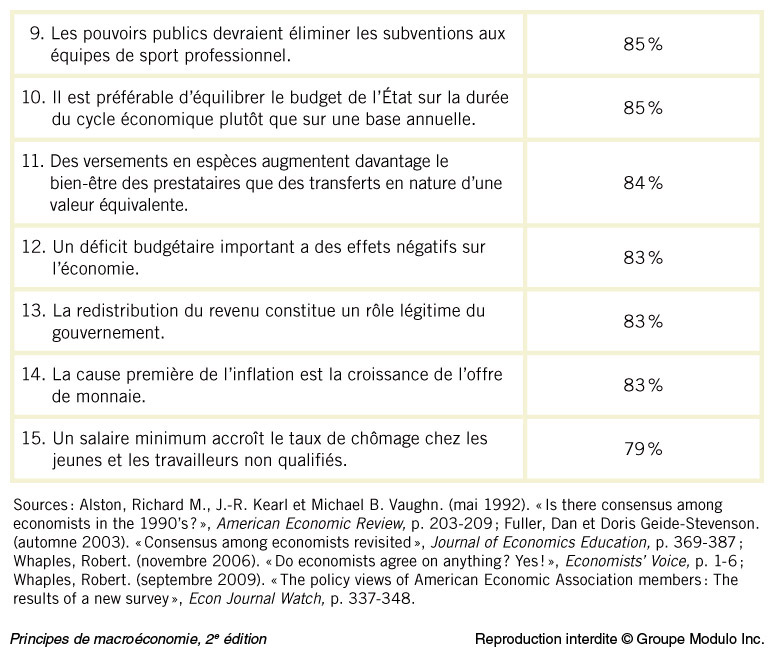 9. Les pouvoirs publics devraient éliminer les subventions aux
équipes de sport professionnel.
85 %
10. Il est préférable d’équilibrer le budget de l’État sur la durée
du cycle économique plutôt que sur une base annuelle.
85 %
11. Des versements en espèces augmentent davantage le
bien-être des prestataires que des transferts en nature d’une
valeur équivalente.
84 %
12. Un déficit budgétaire important a des effets négatifs sur
l’économie.
83 %
13. La redistribution du revenu constitue un rôle légitime du
gouvernement.
83 %
14. La cause première de l’inflation est la croissance de l’offre
de monnaie.
83 %
15. Un salaire minimum accroît le taux de chômage chez les
jeunes et les travailleurs non qualifiés.
79 %
Sources : Alston, Richard M., J.-R. Kearl et Michael B. Vaughn. (mai 1992). « Is there consensus among
economists in the 1990’s ? », American Economic Review, p. 203-209 ; Fuller, Dan et Doris Geide-Stevenson.
(automne 2003). « Consensus among economists revisited », Journal of Economics Education, p. 369-387 ;
Whaples, Robert. (novembre 2006). « Do economists agree on anything ? Yes ! », Economists’ Voice, p. 1-6 ;
Whaples, Robert. (septembre 2009). « The policy views of American Economic Association members : The
results of a new survey », Econ Journal Watch, p. 337-348.
Principes de macroéconomie, 2e édition
Reproduction interdite © Groupe Modulo Inc.